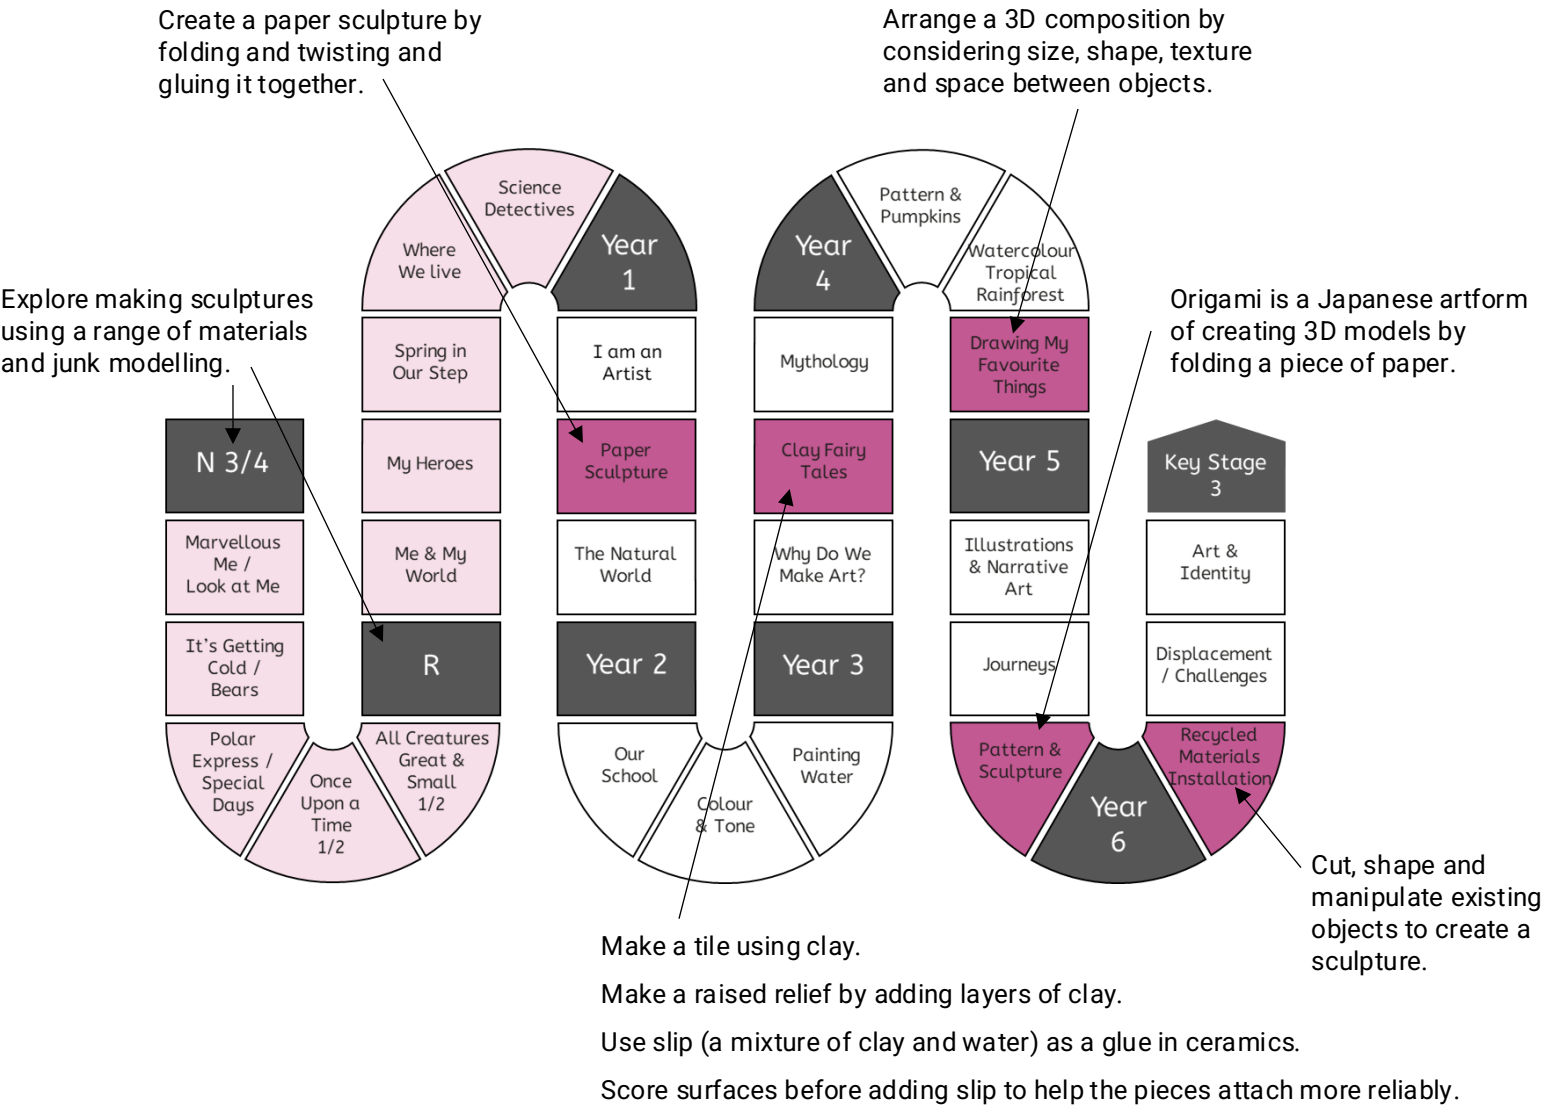 Create a paper sculpture by
folding and twisting and
gluing it together.
Arrange a 3D composition by
considering size, shape, texture
and space between objects.
Explore making sculptures
using a range of materials
and junk modelling.
Origami is a Japanese artform
of creating 3D models by
folding a piece of paper.
N 3/4
Marvellous
Me /
Look at Me
It's Getting
Cold /
Bears
Polar
Express /
Special
Days
Once
Upon a
Time
1/2
All Creatures
Great &
Small
1/2
R
Me & My
World
My Heroes
Spring in
Our Step
Where
We live
Science
Detectives
Year
1
I am an
Artist
Paper
Sculpture
The Natural
World
Year 2
Our
School
Colour
& Tone
Painting
Water
Year 3
Why Do We
Make Art?
Clay Fairy
Tales
Mythology
Year
4
Pattern &
Pumpkins
Watercolour
Tropical
Rainforest
Drawing My
Favourite
Things
Year 5
Illustrations
& Narrative
Art
Journeys
Pattern &
Sculpture
Year
6
Recycled
Materials
Installation
Displacement
/ Challenges
Art &
Identity
Key Stage
3
Cut, shape and
manipulate existing
objects to create a
sculpture.
Make a tile using clay.
Make a raised relief by adding layers of clay.
Use slip (a mixture of clay and water) as a glue in ceramics.
Score surfaces before adding slip to help the pieces attach more reliably.